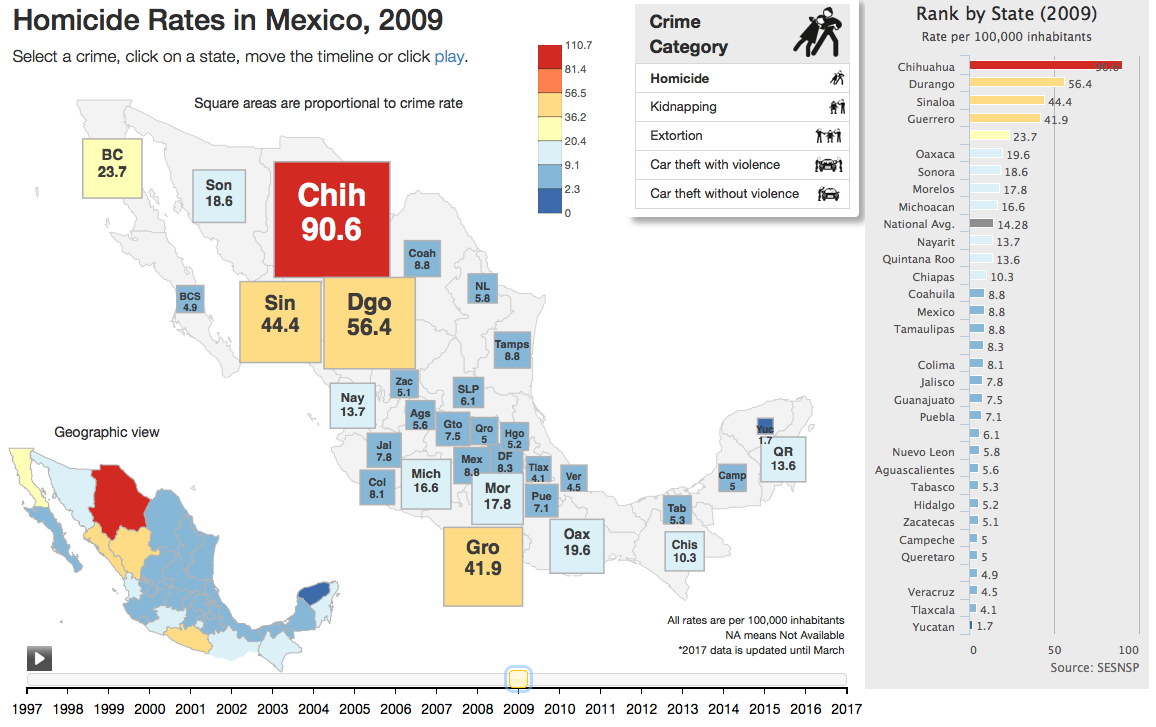 Homicide Rates in Mexico, 2009
Select a crime, click on a state, move the timeline or click play.
Square areas are proportional to crime rate
110.7
81.4
56.5
36.2
20.4
9.1
2.3
0
Crime
Category
Homicide
Kidnapping
Extortion
Car theft with violence
Car theft without violence
BC
23.7
Son
18.6
Chih
90.6
Coah
8.8
NL
5.8
BCS
4.9
Sin
44.4
Dgo
56.4
Tamps
8.8
Zac
5.1
SLP
6.1
Nay
13.7
Ags
5.6
Gto
7.5
Qro
5
Hgo
5.2
Yuc
1.7
Jal
7.8
Mex
8.8
DF
8.3
Tlax
4.1
Ver
4.5
Camp
5
QR
13.6
Col
8.1
Mich
16.6
Mor
17.8
Pue
7.1
Tab
5.3
Gro
41.9
Oax
19.6
Chis
10.3
Geographic view
All rates are per 100,000 inhabitants
NA means Not Available
*2017 data is updated until March
1997 1998 1999 2000 2001 2002 2003 2004 2005 2006 2007 2008 2009 2010 2011 2012 2013 2014 2015 2016 2017
Rank by State (2009)
Rate per 100,000 inhabitants
Chihuahua 90.6
Durango 56.4
Sinaloa 44.4
Guerrero 41.9
23.7
Oaxaca 19.6
Sonora 18.6
Morelos 17.8
Michoacan 16.6
National Avg. 14.28
Nayarit 13.7
Quintana Roo 13.6
Chiapas 10.3
Coahuila 8.8
Mexico 8.8
Tamaulipas 8.8
8.3
Colima 8.1
Jalisco 7.8
Guanajuato 7.5
Puebla 7.1
6.1
Nuevo Leon 5.8
Aguascalientes 5.6
Tabasco 5.3
Hidalgo 5.2
Zacatecas 5.1
Campeche 5
Queretaro 5
4.9
Veracruz 4.5
Tlaxcala 4.1
Yucatan 1.7
0 50 100
Source: SESNSP